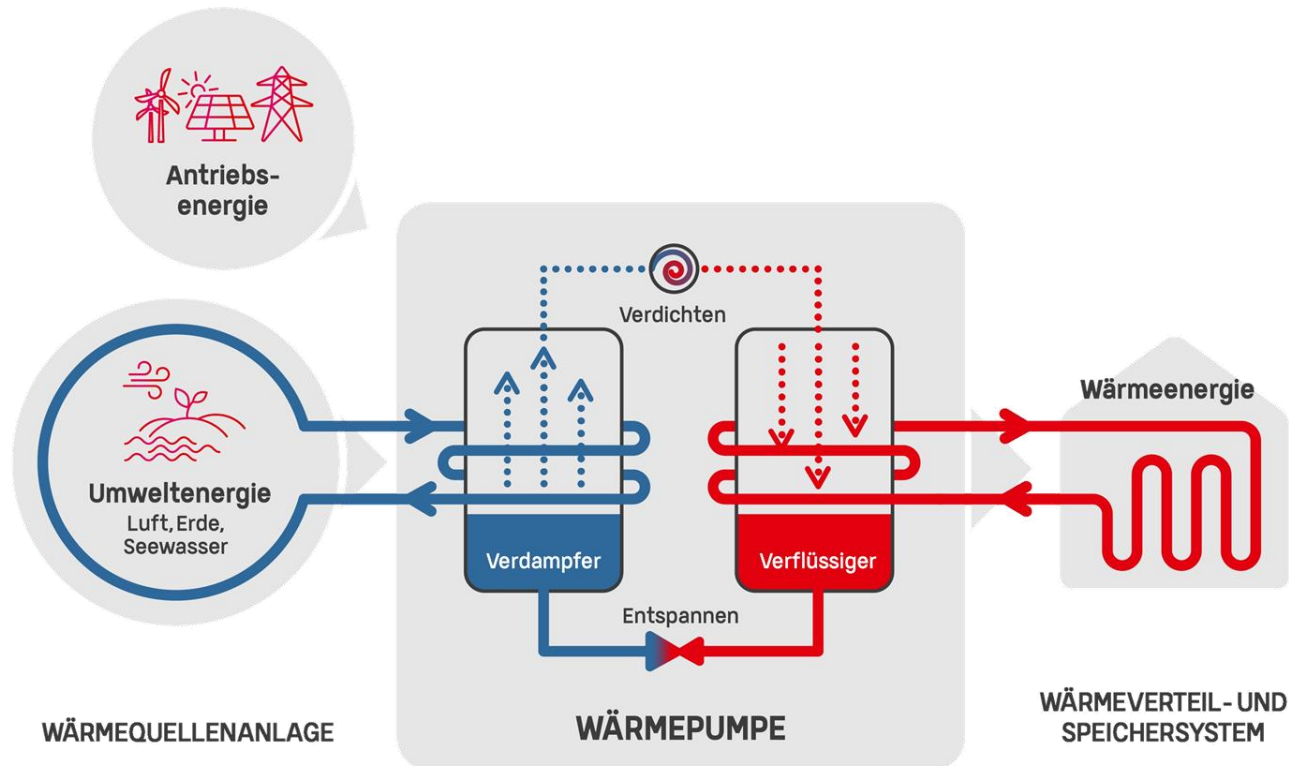 Antriebs-
energie
Umweltenergie
Luft, Erde,
Seewasser
Verdichten
Verdampfer
Verflüssiger
Entspannen
Wärmeenergie
WÄRMEQUELLENANLAGE
WÄRMEPUMPE
WÄRMEVERTEIL- UND
SPEICHERSYSTEM